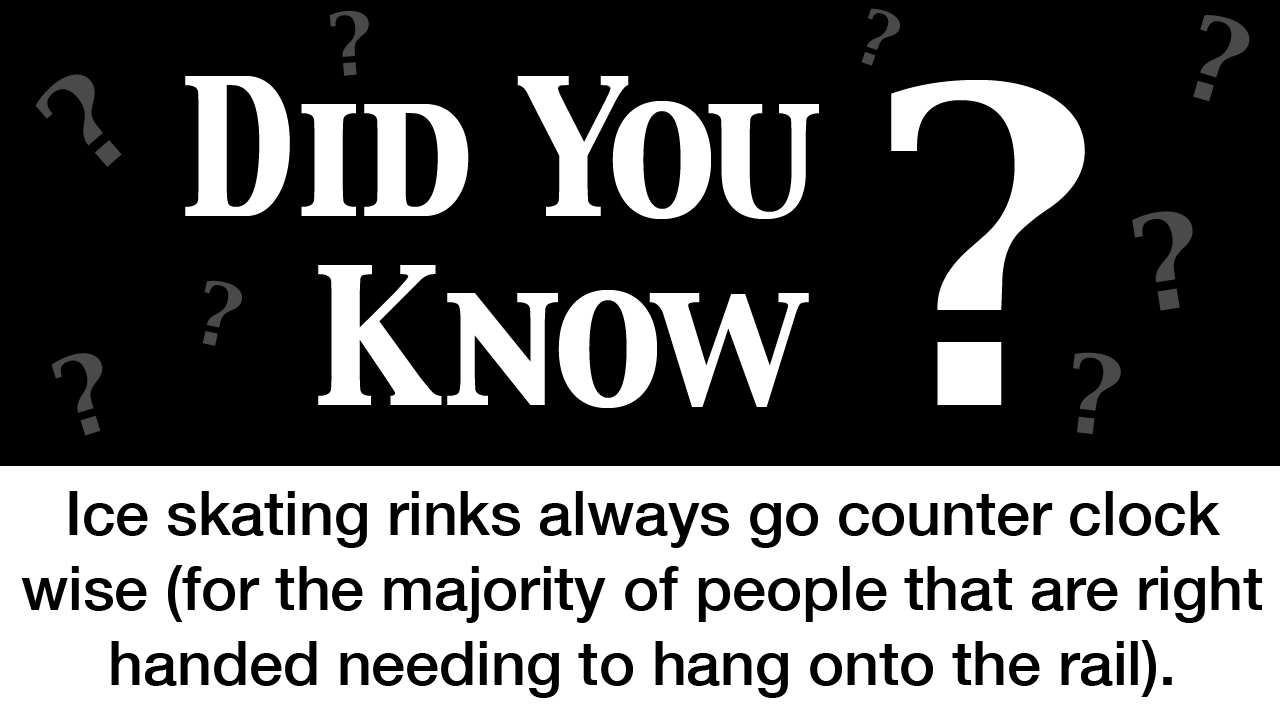 Did You
Know?
Ice skating rinks always go counter clock
wise (for the majority of people that are right
handed needing to hang onto the rail).